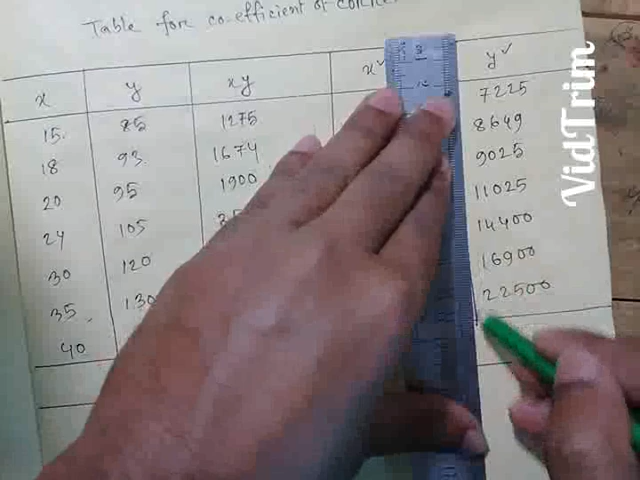 Table for co-efficient of
x y xy x² y²
15 85 1275 7225
18 93 1674 8649
20 95 1900 9025
24 105 11025
30 120 14400
35 130 16900
40 22500
VidTrim